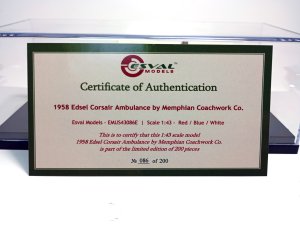 ESVAL
MODELS
Certificate of Authentication
1958 Edsel Corsair Ambulance by Memphian Coachwork Co.
Esval Models - EMUS43086E | Scale 1:43 - Red / Blue / White
This is to certify that this 1:43 scale model
1958 Edsel Corsair Ambulance by Memphian Coachwork Co.
is part of the limited edition of 200 pieces
№ 086 of 200